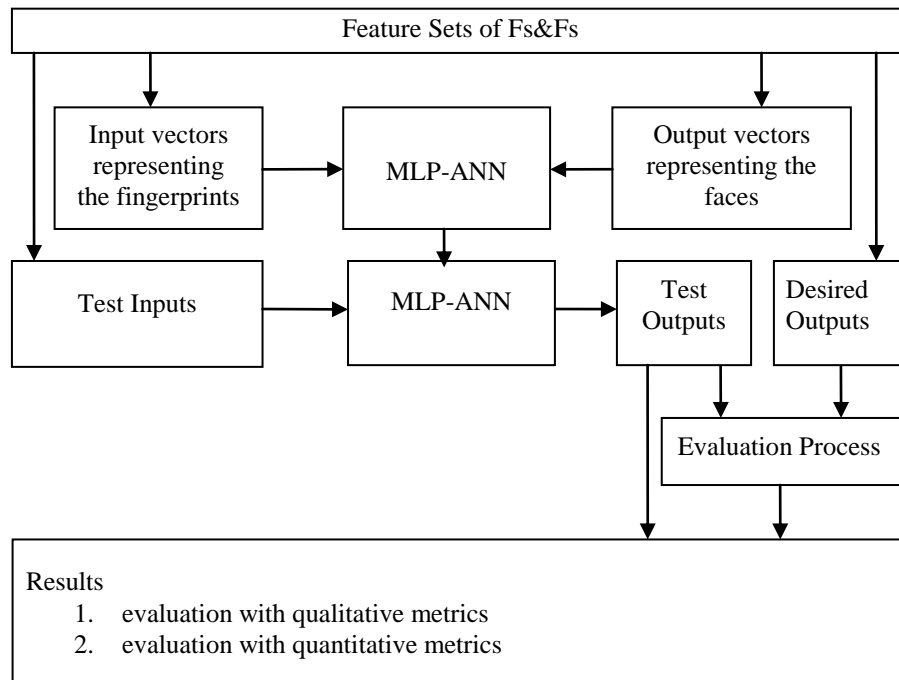 Feature Sets of Fs&Fs
Input vectors
representing
the fingerprints
MLP-ANN
Output vectors
representing the
faces
Test Inputs
MLP-ANN
Test
Outputs
Desired
Outputs
Evaluation Process
Results
1. evaluation with qualitative metrics
2. evaluation with quantitative metrics